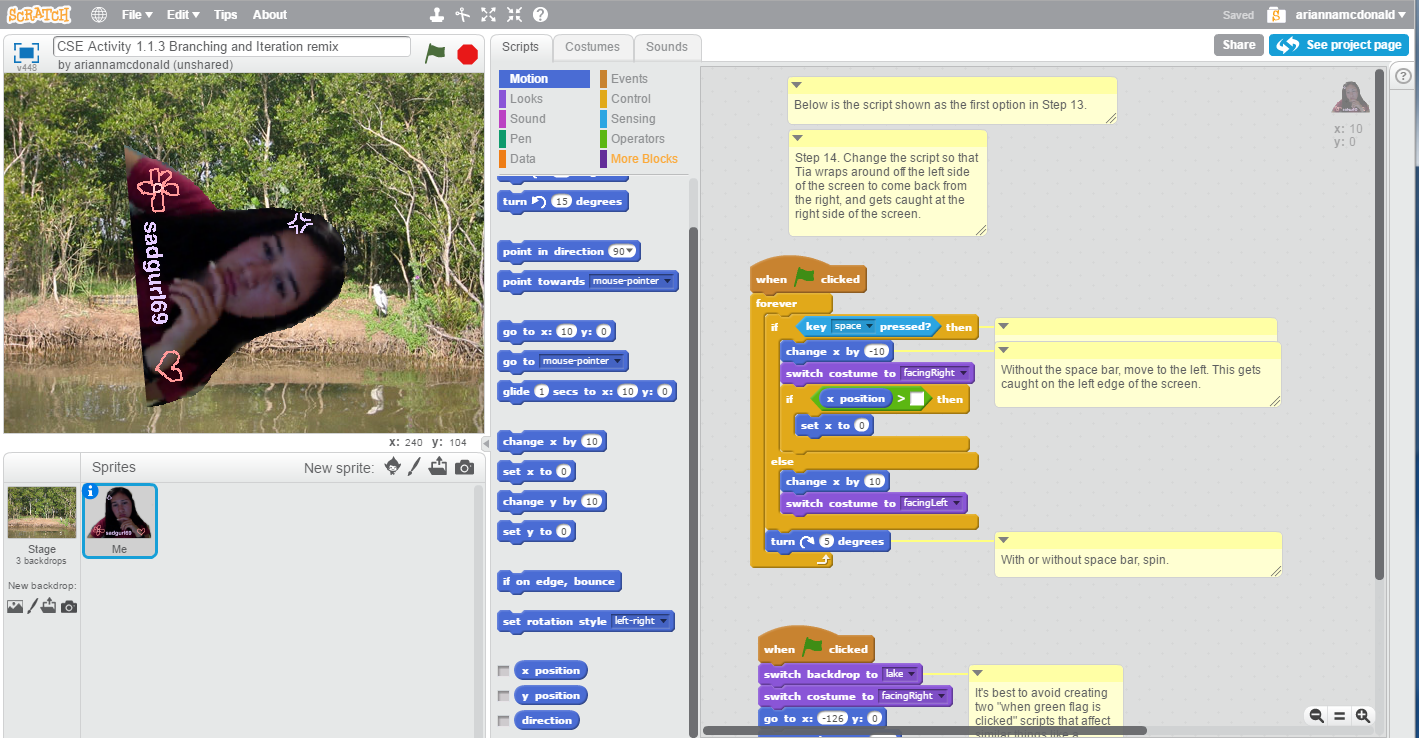 SCRATCH File ▾ Edit ▾ Tips About Saved S ariannamcdonald ▾
v448 CSE Activity 1.1.3 Branching and Iteration remix
by ariannamcdonald (unshared)
Scripts Costumes Sounds
Share See project page
Motion Events
Looks Control
Sound Sensing
Pen Operators
Data More Blocks
turn 15 degrees
point in direction 90▾
point towards mouse-pointer
go to x: 10 y: 0
go to mouse-pointer
glide 1 secs to x: 10 y: 0
change x by 10
set x to 0
change y by 10
set y to 0
if on edge, bounce
set rotation style left-right
x position
y position
direction
sadgurl69
x: 240 y: 104
Sprites New sprite:
Stage
3 backdrops
New backdrop:
i
sadgurl69
Me
Below is the script shown as the first option in Step 13.
Step 14. Change the script so that
Tia wraps around off the left side
of the screen to come back from
the right, and gets caught at the
right side of the screen.
?
x: 10
y: 0
when clicked
forever
if key space pressed? then
change x by -10
switch costume to facingRight
if x position > then
set x to 0
else
change x by 10
switch costume to facingLeft
turn 5 degrees
Without the space bar, move to the left. This gets
caught on the left edge of the screen.
With or without space bar, spin.
when clicked
switch backdrop to lake
switch costume to facingRight
go to x: -126 y: 0
It's best to avoid creating
two "when green flag is
clicked" scripts that affect